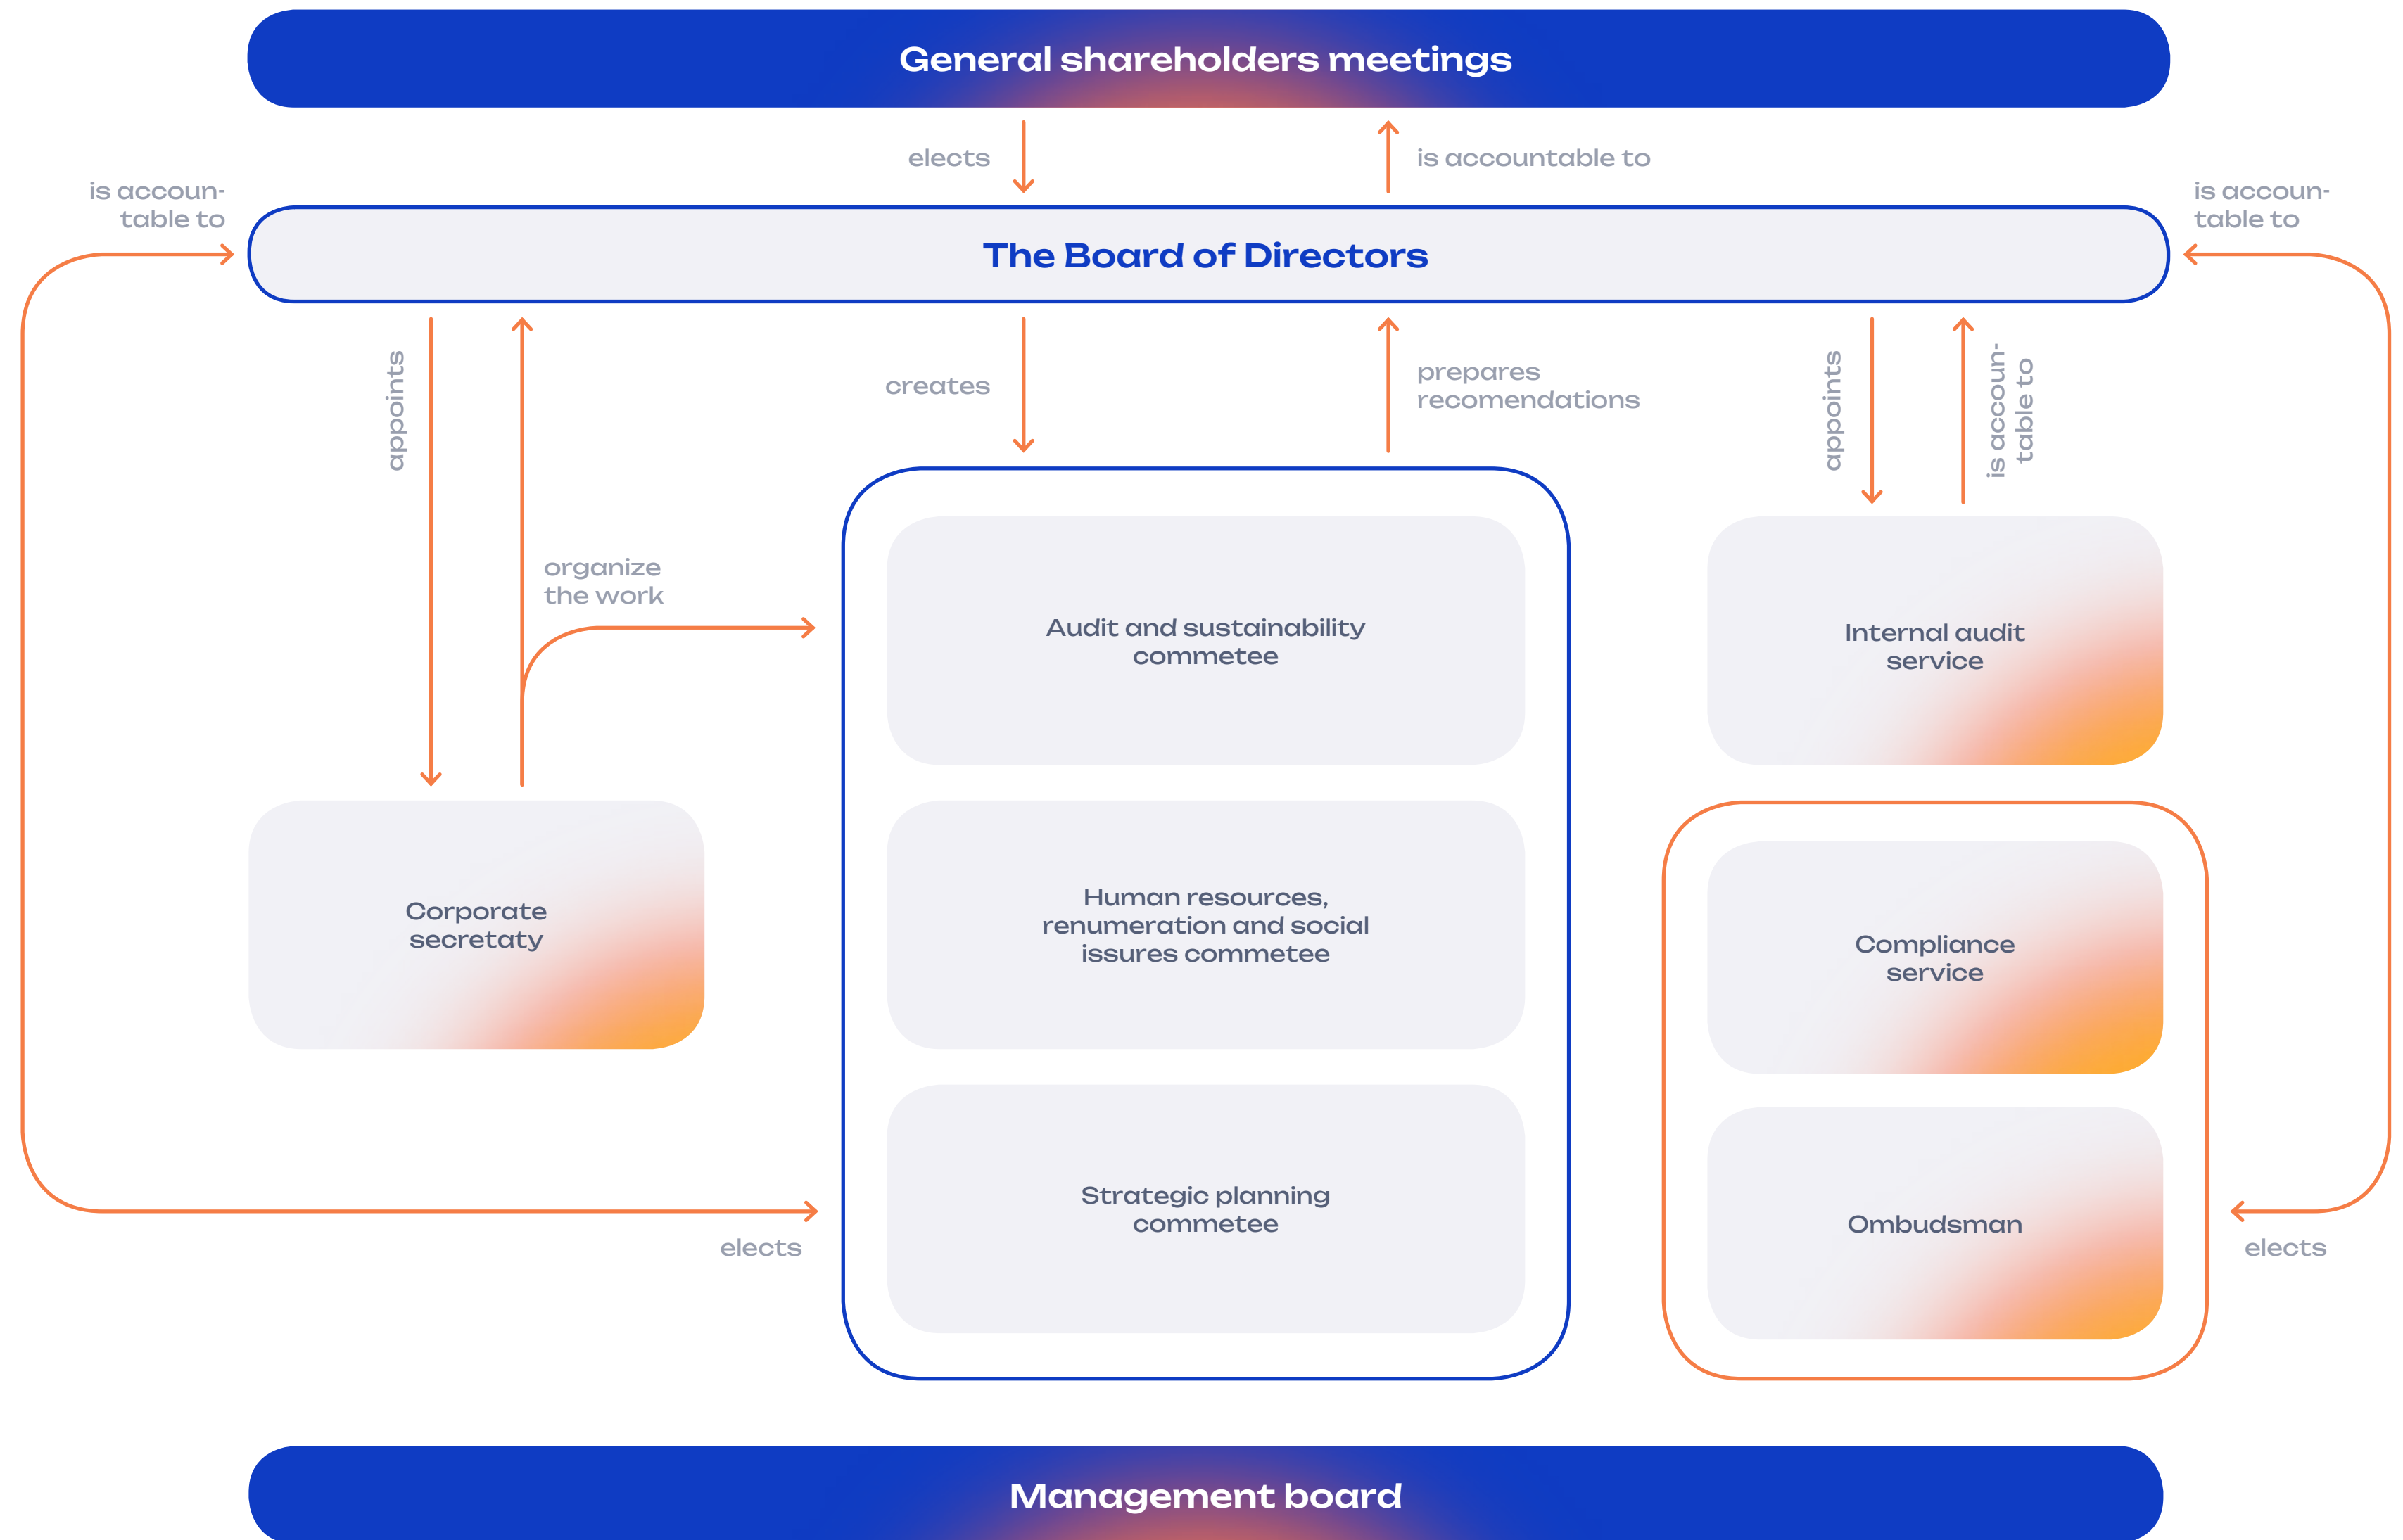 General shareholders meetings
elects
is accountable to
is accoun-
table to
is accoun-
table to
The Board of Directors
appoints
creates
prepares
recomendations
appoints
is accoun-
table to
organize
the work
Audit and sustainability
commetee
Internal audit
service
Corporate
secretaty
Human resources,
renumeration and social
issures commetee
Compliance
service
Strategic planning
commetee
Ombudsman
elects
elects
Management board